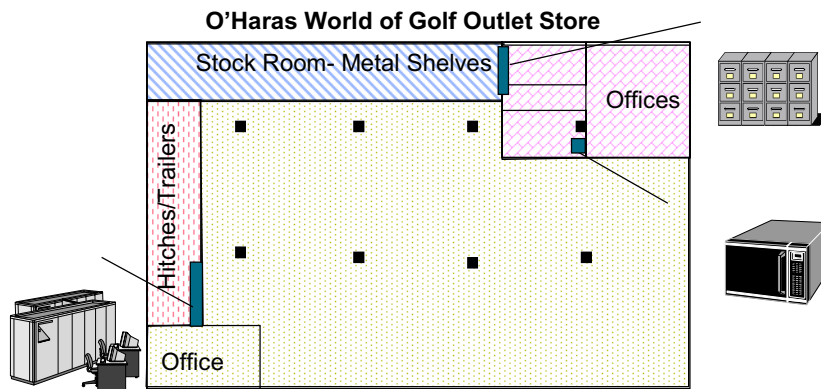 O’Haras World of Golf Outlet Store
Stock Room- Metal Shelves
Offices
Hitches/Trailers
Office